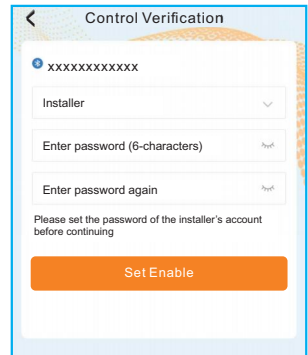 Control Verification
xxxxxxxxxxxx
Installer
Enter password (6-characters)
Enter password again
Please set the password of the installer's account
before continuing
Set Enable